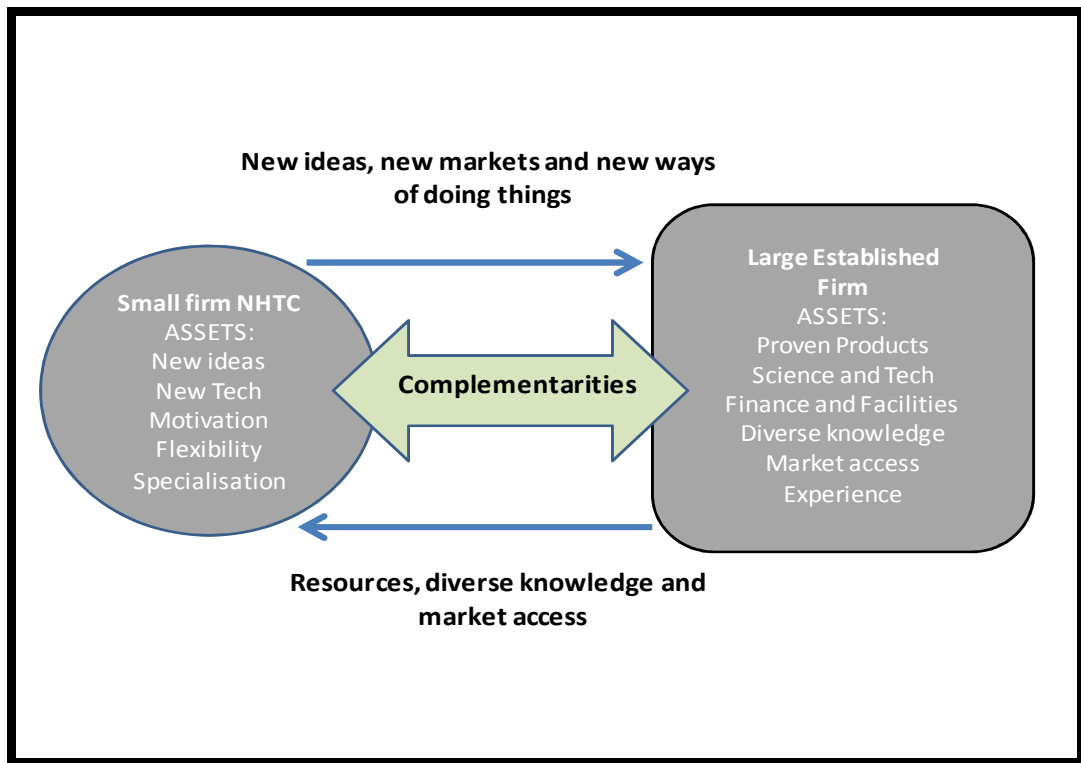 New ideas, new markets and new ways
of doing things
Small firm NHTC
ASSETS:
New ideas
New Tech
Motivation
Flexibility
Specialisation
Complementarities
Large Established
Firm
ASSETS:
Proven Products
Science and Tech
Finance and Facilities
Diverse knowledge
Market access
Experience
Resources, diverse knowledge and
market access